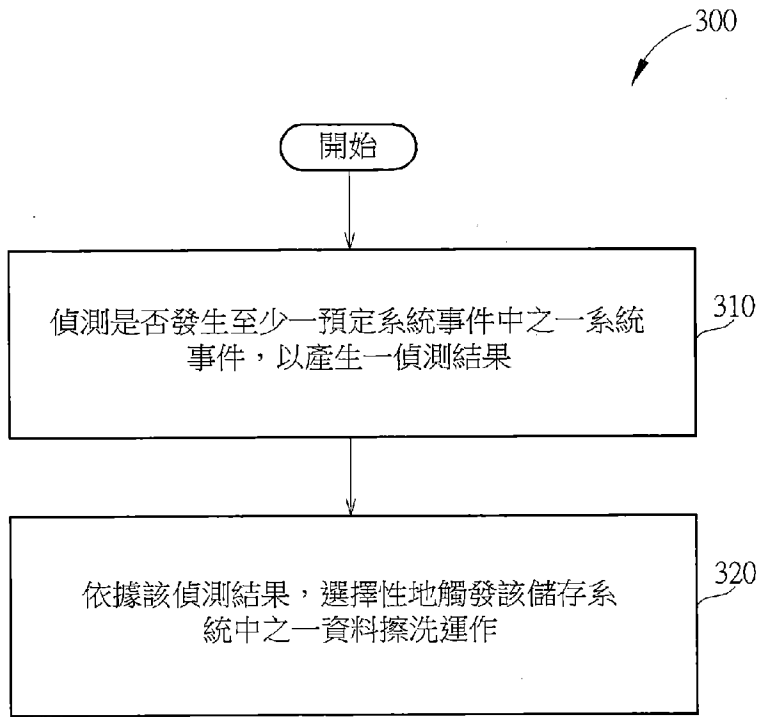 300
開始
偵測是否發生至少一預定系統事件中之一系統
事件，以產生一偵測結果
310
依據該偵測結果，選擇性地觸發該儲存系
統中之一資料擦洗運作
320